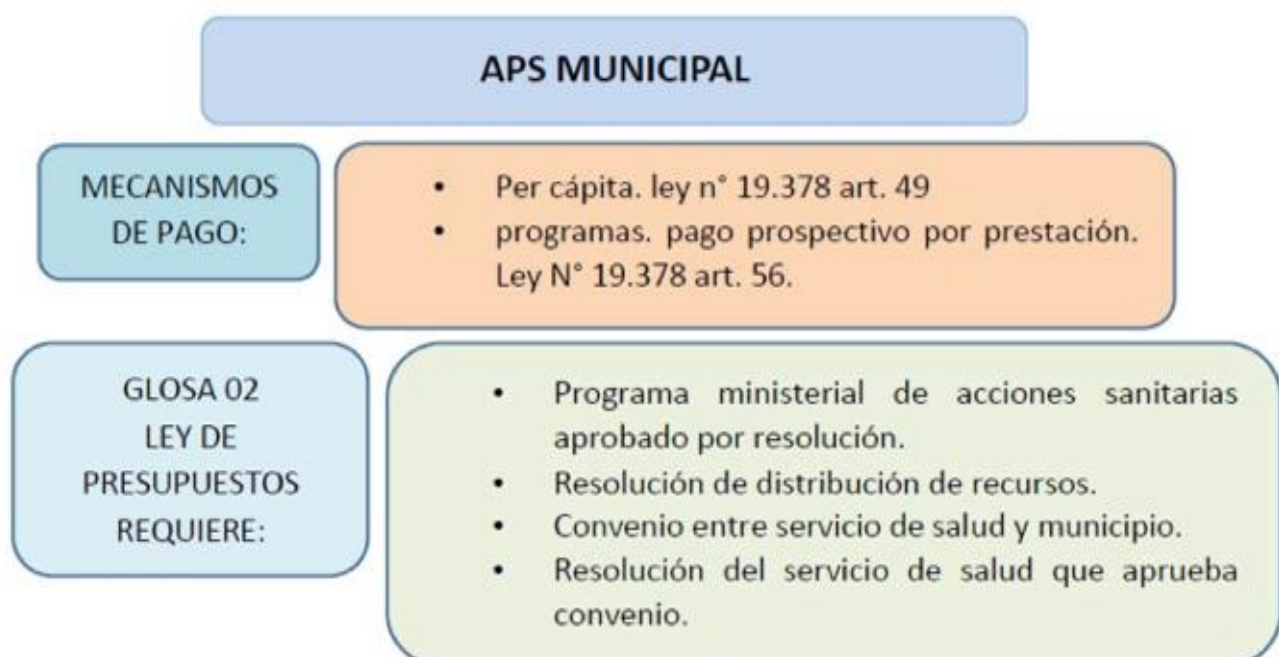 APS MUNICIPAL
MECANISMOS
DE PAGO:
• Per cápita. ley n° 19.378 art. 49
• programas. pago prospectivo por prestación.
Ley N° 19.378 art. 56.
GLOSA 02
LEY DE
PRESUPUESTOS
REQUIERE:
• Programa ministerial de acciones sanitarias
aprobado por resolución.
• Resolución de distribución de recursos.
• Convenio entre servicio de salud y municipio.
• Resolución del servicio de salud que aprueba
convenio.